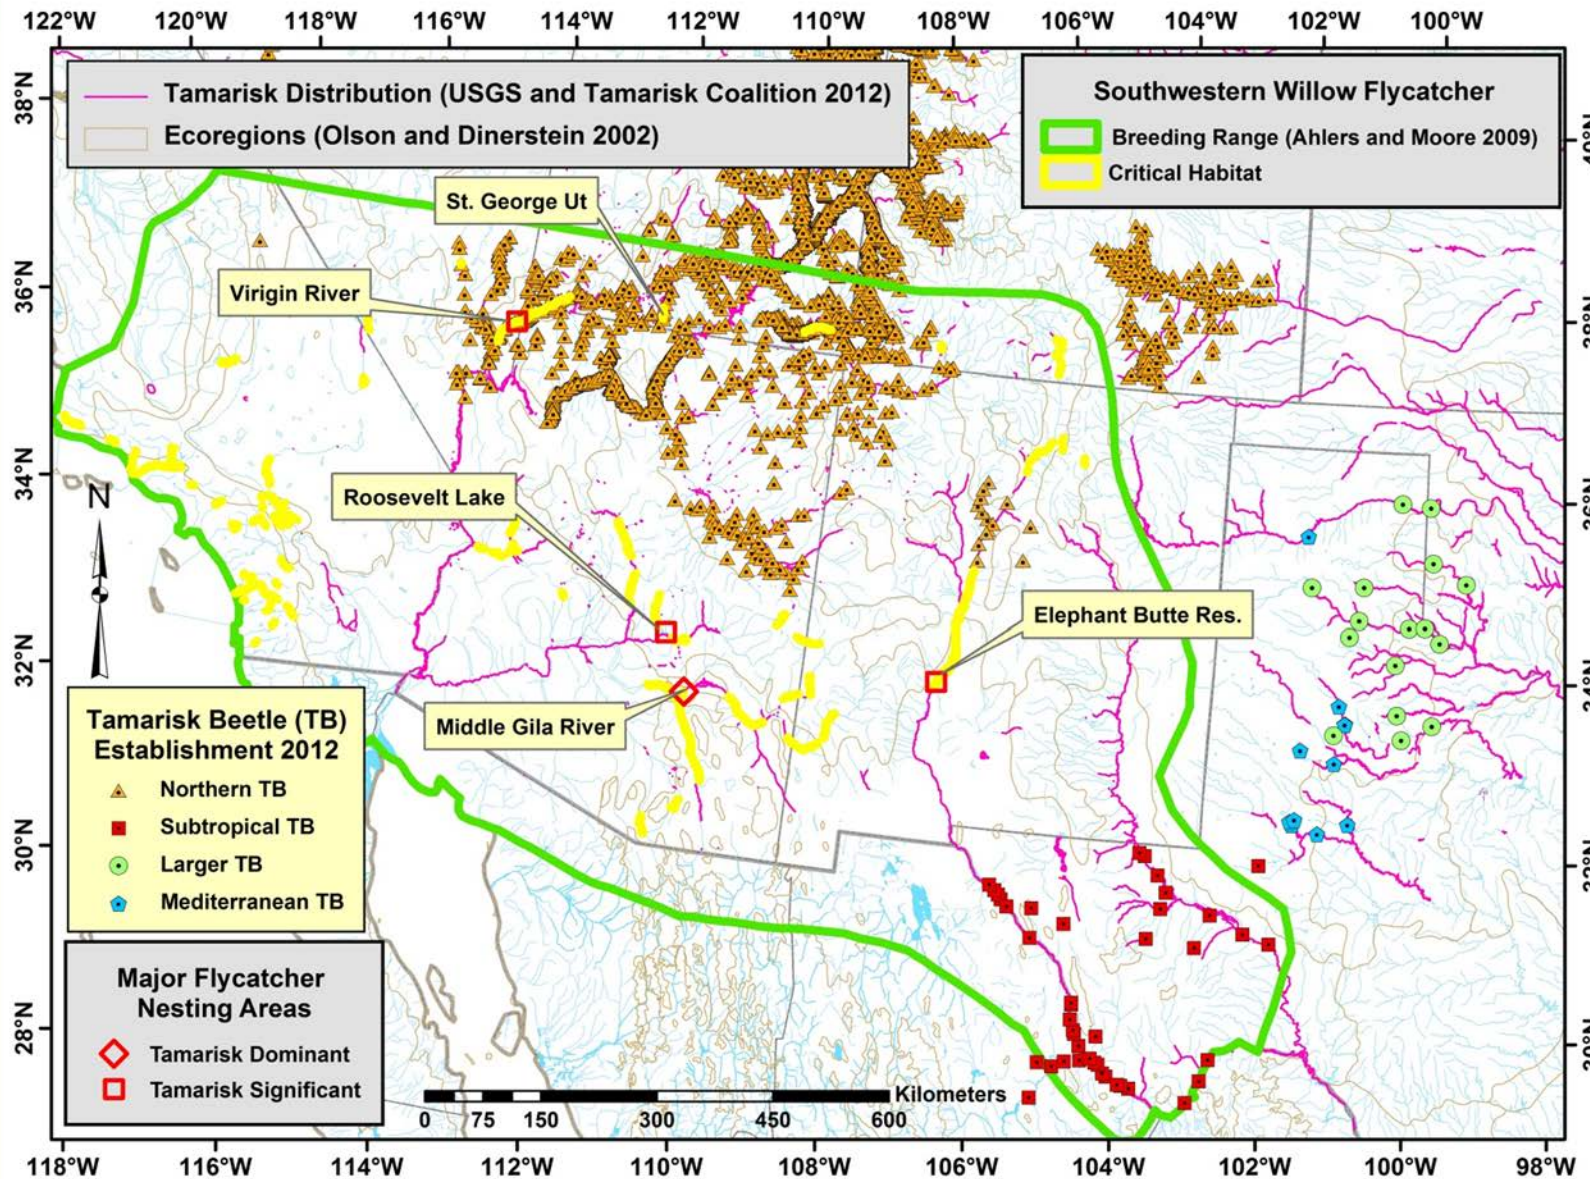 120°W 118°W 116°W 114°W 112°W 110°W 108°W 106°W 104°W 102°W 100°W
122°W
Tamarisk Distribution (USGS and Tamarisk Coalition 2012)
Ecoregions (Olson and Dinerstein 2002)
Southwestern Willow Flycatcher
Breeding Range (Ahlers and Moore 2009)
Critical Habitat
38°N
36°N
34°N
32°N
30°N
28°N
38°N
36°N
34°N
32°N
St. George Ut
Virigin River
Roosevelt Lake
N
Elephant Butte Res.
Middle Gila River
Tamarisk Beetle (TB)
Establishment 2012
Northern TB
Subtropical TB
Larger TB
Mediterranean TB
Major Flycatcher
Nesting Areas
Tamarisk Dominant
Tamarisk Significant
Kilometers
0 75 150 300 450 600
118°W 116°W 114°W 112°W 110°W 108°W 106°W 104°W 102°W 100°W 98°W